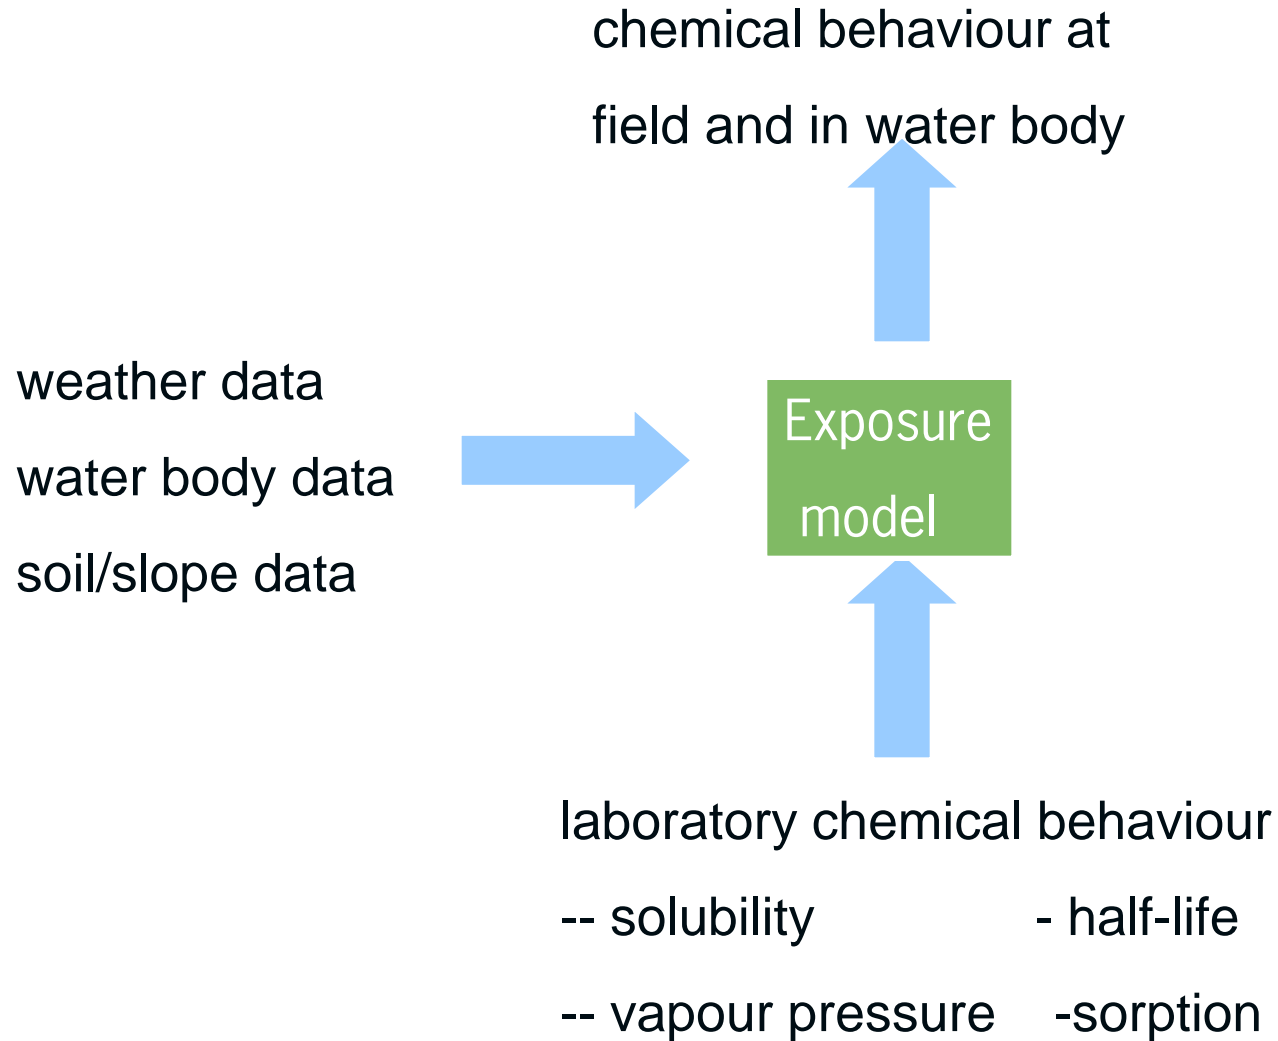 chemical behaviour at
field and in water body
weather data
water body data
soil/slope data
Exposure
model
laboratory chemical behaviour
-- solubility - half-life
-- vapour pressure -sorption